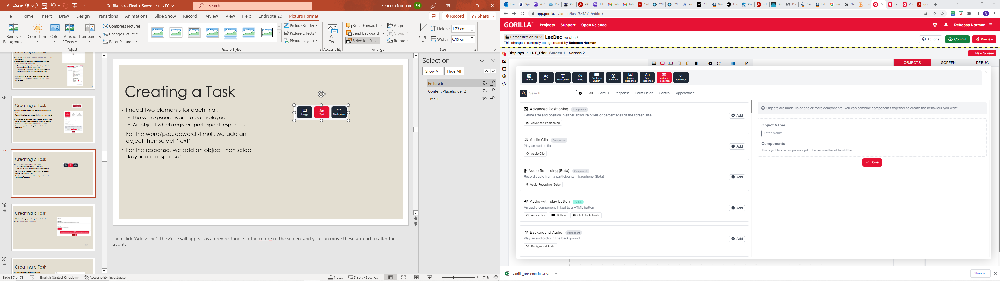 AutoSave Off Gorilla_Intro_Final • Saved to this PC Search Rebecca Norman RN
File Home Insert Draw Design Transitions Animations Slide Show Record Review View Help EndNote 20 Picture Format Record Share
Remove Background
Corrections
Color
Artistic Effects
Transparency
Compress Pictures
Change Picture
Reset Picture
Adjust
Picture Styles
Picture Border
Picture Effects
Picture Layout
Alt Text
Accessibility
Bring Forward
Send Backward
Selection Pane
Align
Group
Rotate
Arrange
Crop
Height: 1.73 cm
Width: 6.19 cm
Size
36
Creating a Task
37
Creating a Task
38
Creating a Task
39
Creating a Task
Creating a Task
I need two elements for each trial:
The word/pseudoword to be displayed
An object which registers participant responses
For the word/pseudoword stimuli, we add an
object then select ‘text’
For the response, we add an object then select
‘keyboard response’
Image
Aa Text
T Markdown
Then click ‘Add Zone’. The Zone will appear as a grey rectangle in the centre of the screen, and you can move these around to alter the
layout.
Selection
Show All Hide All
Picture 6
Content Placeholder 2
Title 1
Slide 37 of 78 English (United Kingdom) Accessibility: Investigate Notes Display Settings 71%
app.gorilla.sc/admin/task/646172/editor?
GORILLA™ Projects Support Open Science Rebecca Norman
Demonstration 2023 LexDec version 3 Actions Commit Preview
This change is currently being created by Rebecca Norman
Displays > LDT_Trial: Screen 1 Screen 2 + New Screen
OBJECTS SCREEN DEBUG
Image
Aa Text
T Markdown
Audio
Continue Button
Fixation
Image Response
Aa Text Response
Keyboard Response
Feedback
Search All Stimuli Response Form Fields Control Appearance
Advanced Positioning Component
Define size and position in either absolute pixels or percentages of the screen size
Add
Advanced Positioning
Audio Clip Component
Play an audio clip
Add
Audio Clip
Audio Recording (Beta) Component
Record audio from a participants microphone (Beta)
Add
Audio Recording (Beta)
Audio with play button Prefab
An audio component linked to a HTML button
Add
Audio Clip Button Click To Activate
Background Audio Component
Play an audio clip in the background
Add
Background Audio
Objects are made up of one or more components. You can combine components together to create the behaviour you want.
Object Name
Enter Name
Components
This object has no components yet - choose from the list to add them
Done
Gorilla_presentatio....xlsx Show all